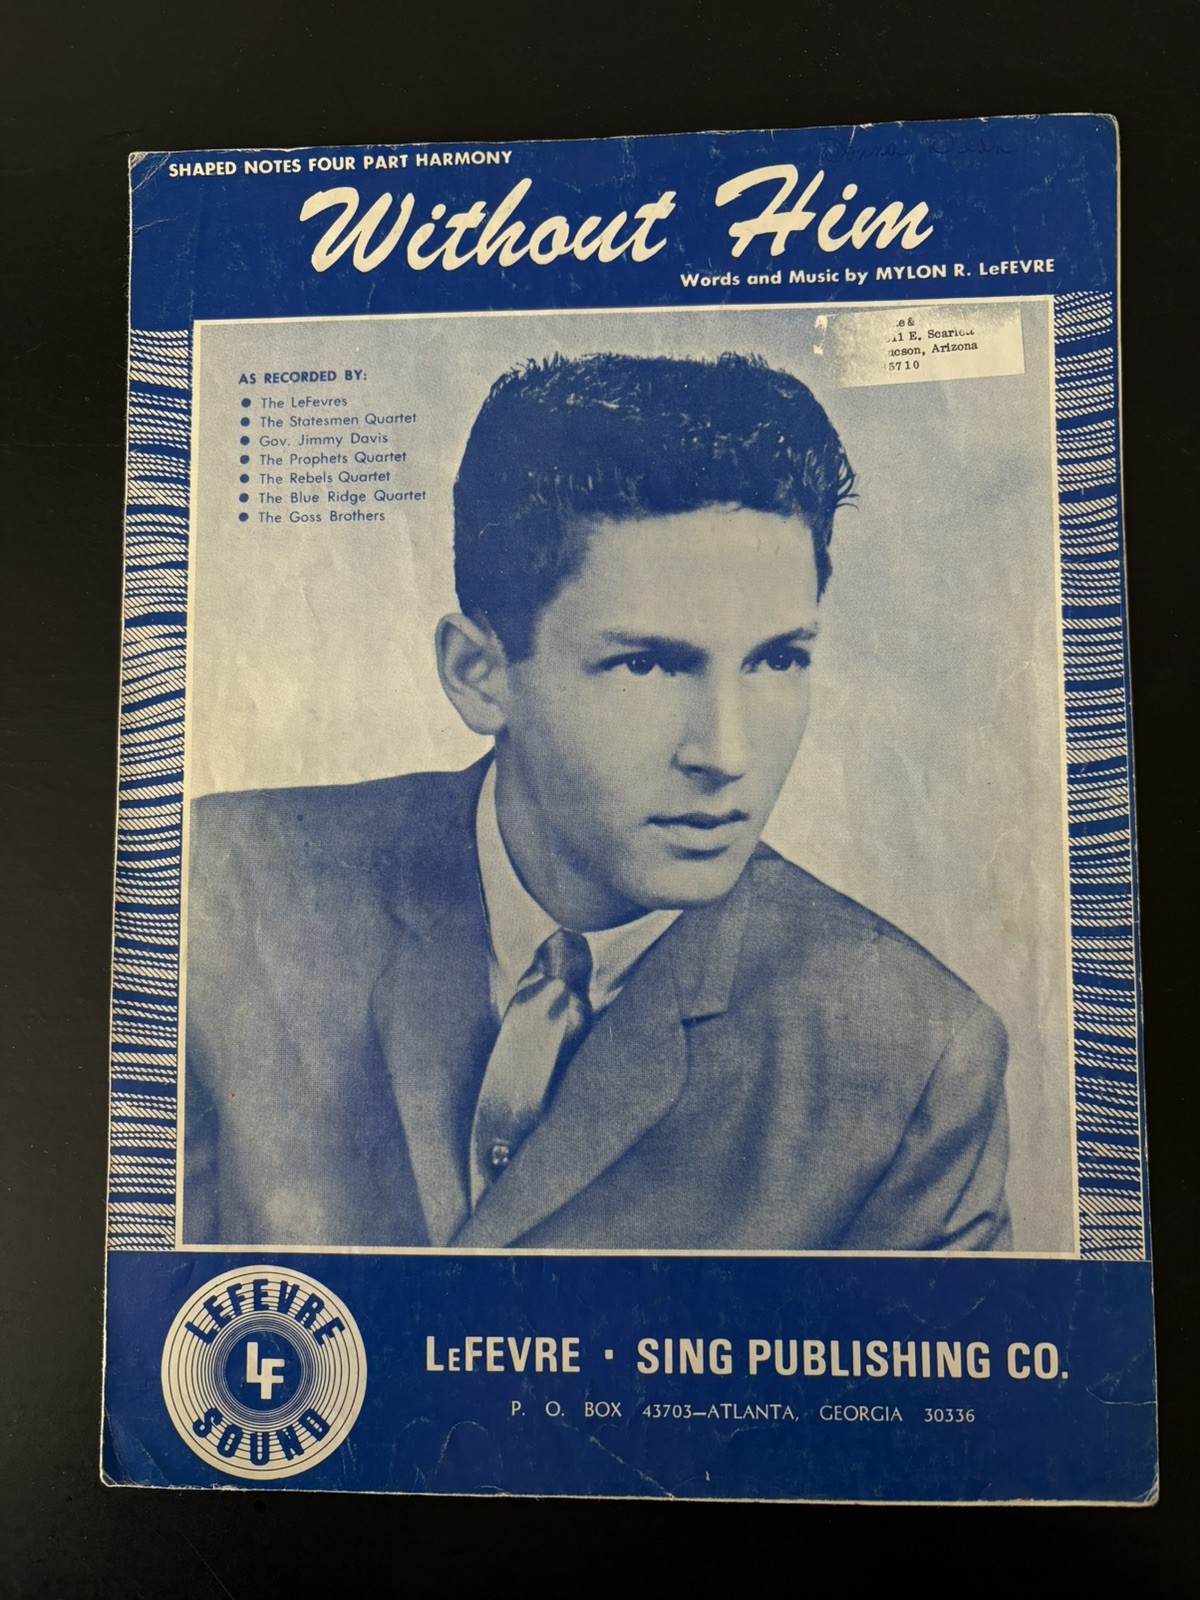 SHAPED NOTES FOUR PART HARMONY
Without Him
Words and Music by MYLON R. LeFEVRE
E. Scarlett
Arizona
AS RECORDED BY:
● The LeFevres
● The Statesmen Quartet
● Gov. Jimmy Davis
● The Prophets Quartet
● The Rebels Quartet
● The Blue Ridge Quartet
● The Goss Brothers
LEFEVRE
LF
SOUND
LeFEVRE · SING PUBLISHING CO.
P. O. BOX 43703—ATLANTA, GEORGIA 30336